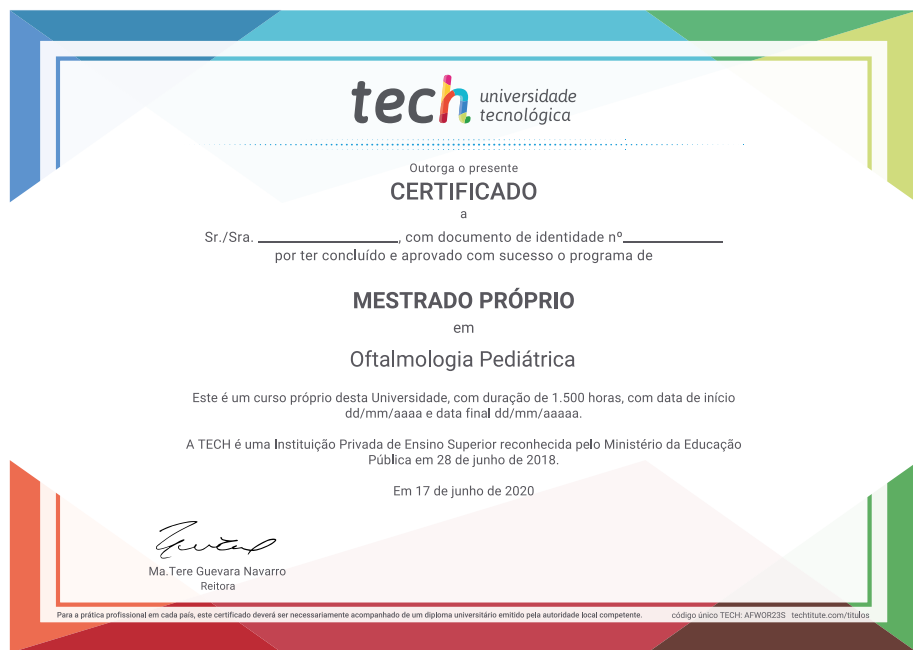 tech universidade
tecnológica
Outorga o presente
CERTIFICADO
a
Sr./Sra. ____________________, com documento de identidade nº______________
por ter concluído e aprovado com sucesso o programa de
MESTRADO PRÓPRIO
em
Oftalmologia Pediátrica
Este é um curso próprio desta Universidade, com duração de 1.500 horas, com data de início
dd/mm/aaaa e data final dd/mm/aaaaa.
A TECH é uma Instituição Privada de Ensino Superior reconhecida pelo Ministério da Educação
Pública em 28 de junho de 2018.
Em 17 de junho de 2020
Ma.Tere Guevara Navarro
Reitora
Para a prática profissional em cada país, este certificado deverá ser necessariamente acompanhado de um diploma universitário emitido pela autoridade local competente. código único TECH: AFWOR23S techtitute.com/titulos